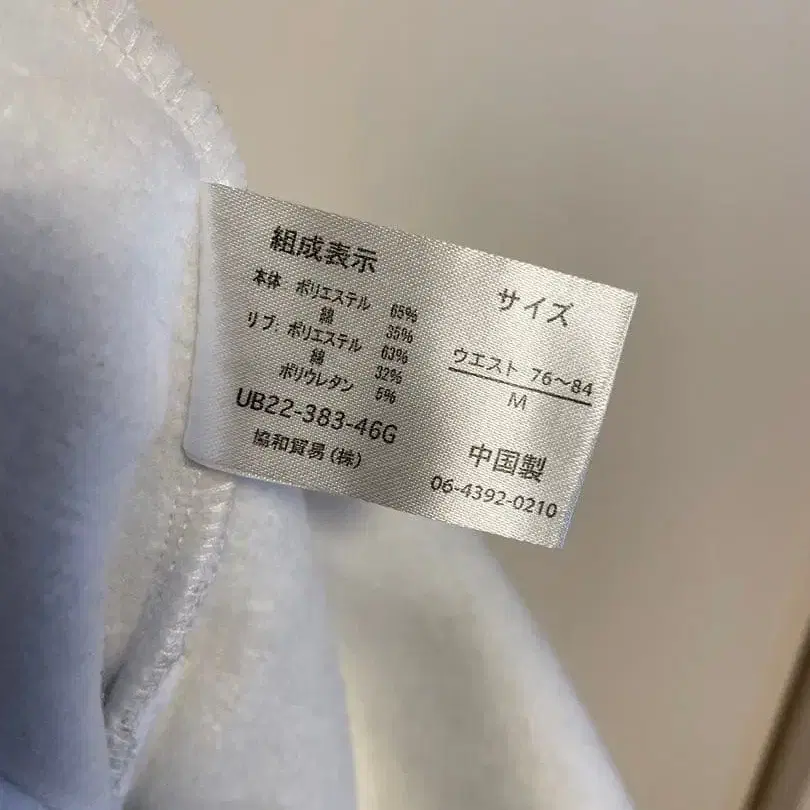 組成表示
本体: ポリエステル 65%
綿 35%
リブ: ポリエステル 63%
綿 32%
ポリウレタン 5%
UB22-383-46G
協和貿易(株)
サイズ
ウエスト 76〜84
M
中国製
06-4392-0210